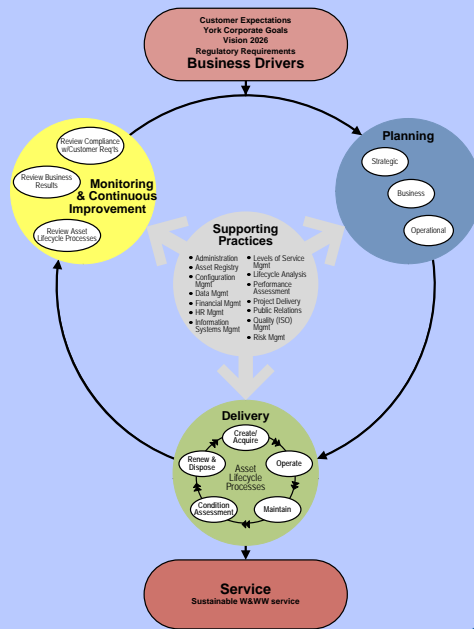 Customer Expectations
York Corporate Goals
Vision 2026
Regulatory Requirements
Business Drivers
Planning
Strategic
Business
Operational
Review Compliance
w/Customer Req'ts
Review Business
Results
Monitoring
& Continuous
Improvement
Review Asset
Lifecycle Processes
Supporting
Practices
• Administration
• Asset Registry
• Configuration
Mgmt
• Data Mgmt
• Financial Mgmt
• HR Mgmt
• Information
Systems Mgmt
• Levels of Service
Mgmt
• Lifecycle Analysis
• Performance
Assessment
• Project Delivery
• Public Relations
• Quality (ISO)
Mgmt
• Risk Mgmt
Delivery
Create/
Acquire
Renew &
Dispose
Operate
Asset
Lifecycle
Processes
Condition
Assessment
Maintain
Service
Sustainable W&WW service